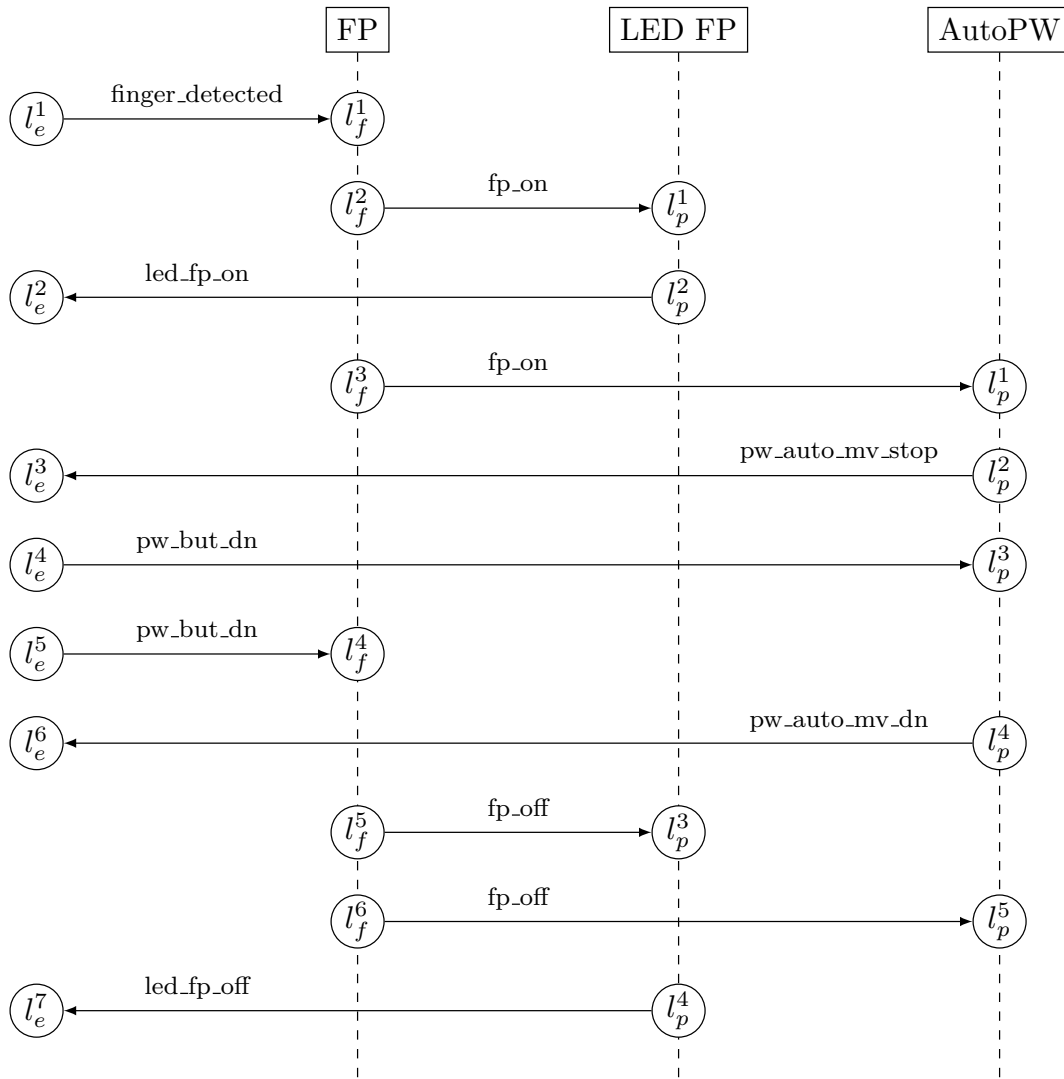 FP LED FP AutoPW
finger_detected
l_e^1 l_f^1
fp_on
l_f^2 l_p^1
led_fp_on
l_e^2 l_p^2
fp_on
l_f^3 l_p^1
pw_auto_mv_stop
l_e^3 l_p^2
pw_but_dn
l_e^4 l_p^3
pw_but_dn
l_e^5 l_f^4
pw_auto_mv_dn
l_e^6 l_p^4
fp_off
l_f^5 l_p^3
fp_off
l_f^6 l_p^5
led_fp_off
l_e^7 l_p^4